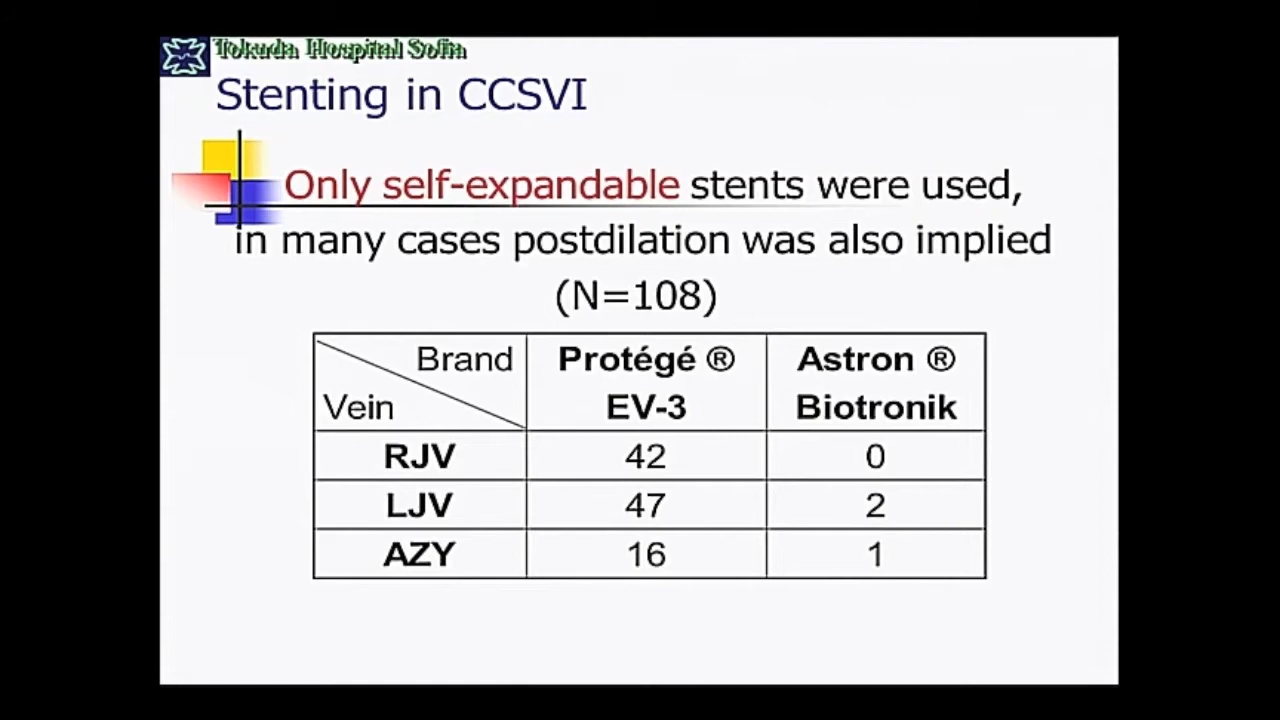 Tokuda Hospital Sofia
Stenting in CCSVI
Only self-expandable stents were used,
in many cases postdilation was also implied
(N=108)
Brand
Vein
Protégé ®
EV-3
Astron ®
Biotronik
RJV 42 0
LJV 47 2
AZY 16 1